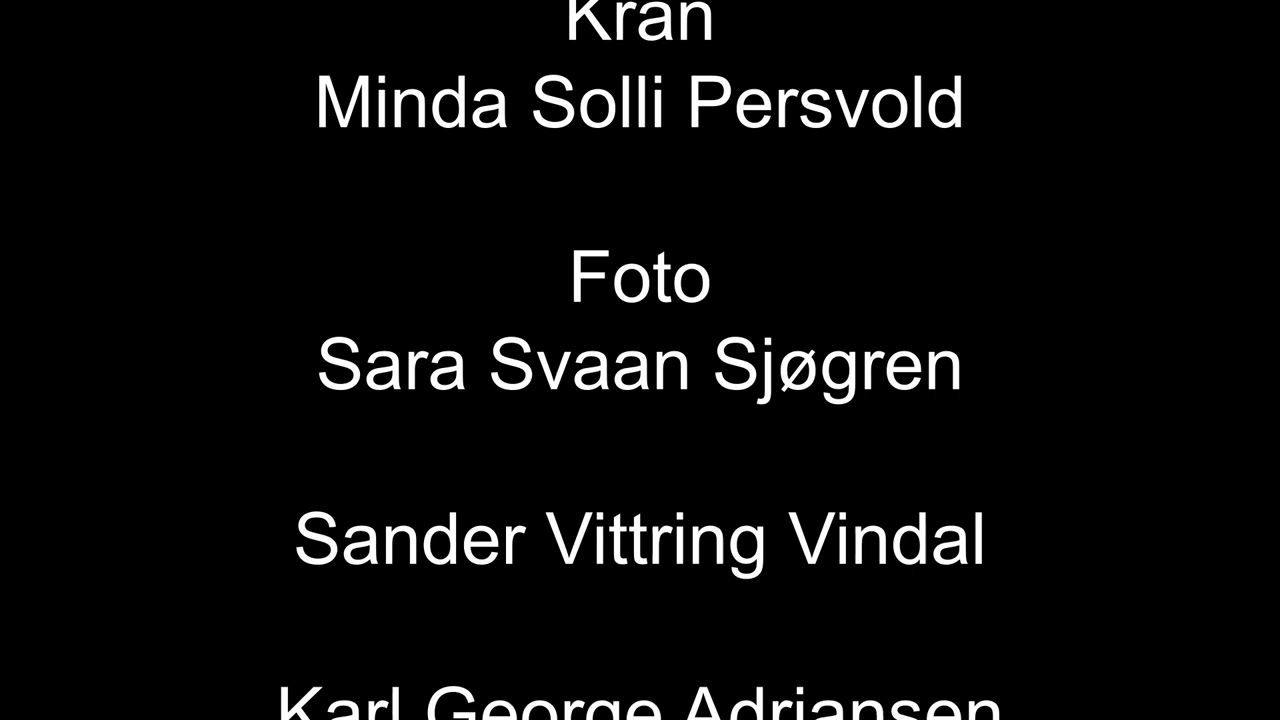 Kran
Minda Solli Persvold
Foto
Sara Svaan Sjøgren
Sander Vittring Vindal
Karl George Adriansen